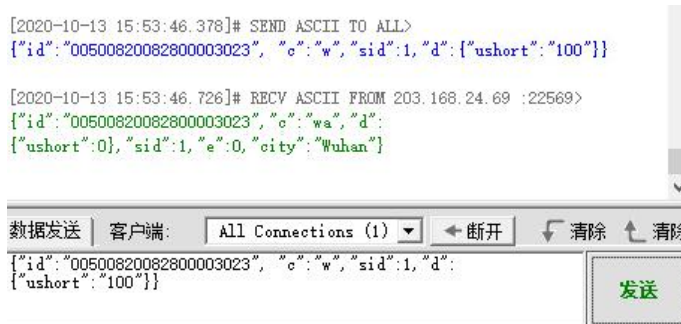 [2020-10-13 15:53:46.378]# SEND ASCII TO ALL>
{"id":"00500820082800003023", "c":"w","sid":1,"d":{"ushort":"100"}}
[2020-10-13 15:53:46.726]# RECV ASCII FROM 203.168.24.69 :22569>
{"id":"00500820082800003023","c":"wa","d":
{"ushort":0},"sid":1,"e":0,"city":"Wuhan"}
数据发送 客户端: All Connections (1) 断开 清除 清除
{"id":"00500820082800003023", "c":"w","sid":1,"d":
{"ushort":"100"}}
发送